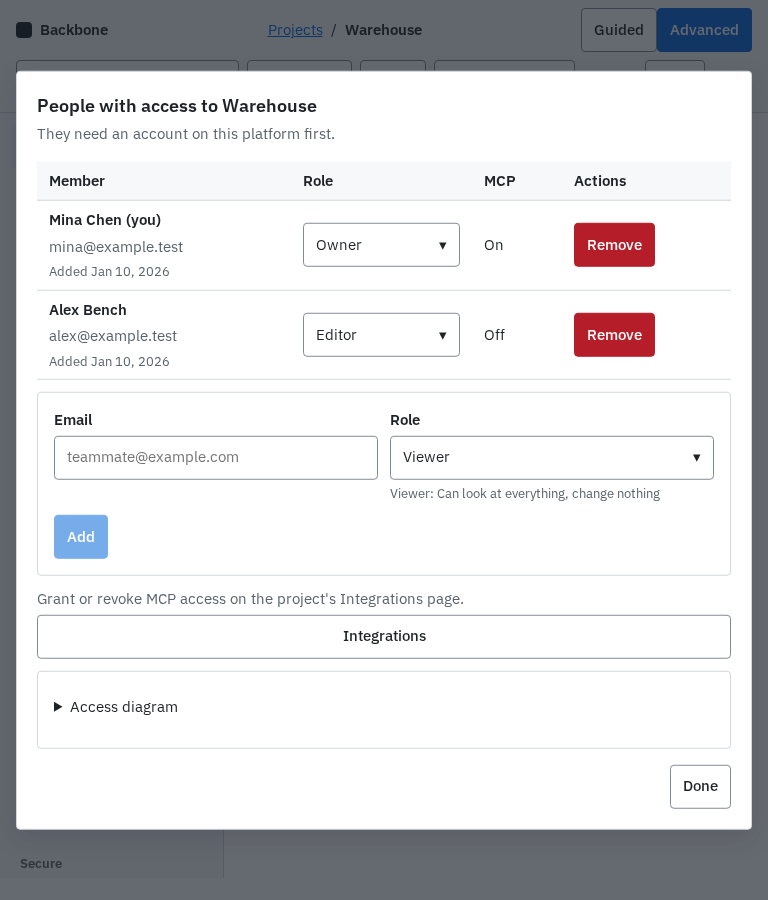 Backbone
Projects / Warehouse
Guided
Advanced
People with access to Warehouse
They need an account on this platform first.
Member Role MCP Actions
Mina Chen (you)
mina@example.test
Added Jan 10, 2026
Owner ▼ On Remove
Alex Bench
alex@example.test
Added Jan 10, 2026
Editor ▼ Off Remove
Email Role
teammate@example.com Viewer ▼
Viewer: Can look at everything, change nothing
Add
Grant or revoke MCP access on the project's Integrations page.
Integrations
▶ Access diagram
Done
Secure